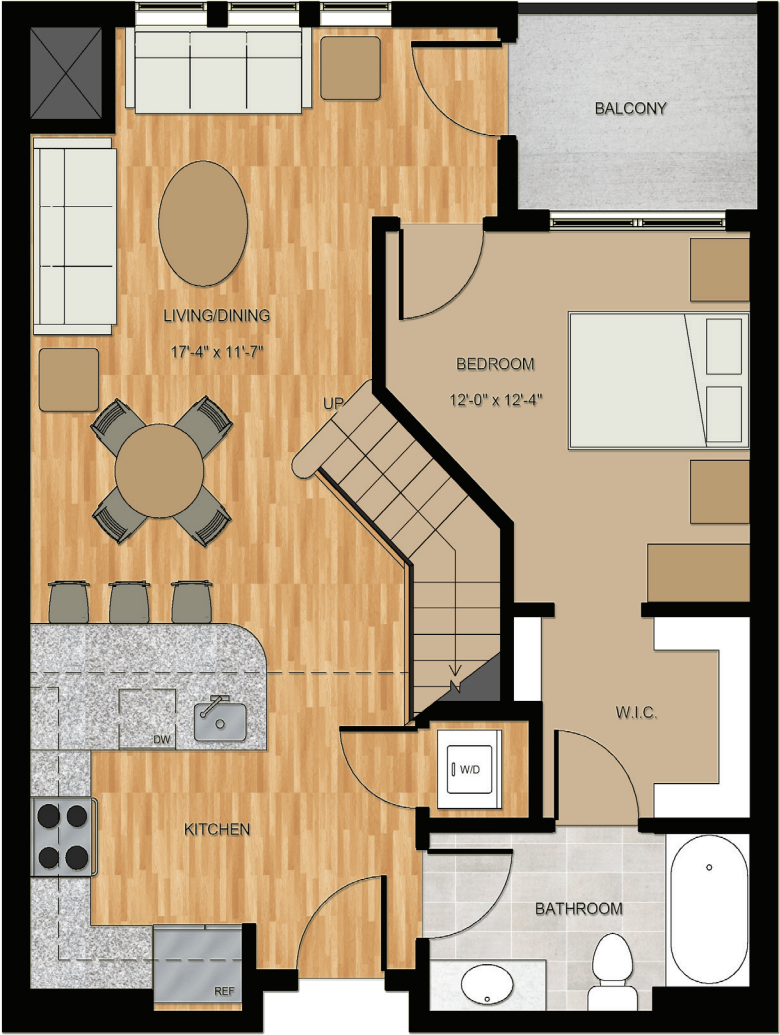 BALCONY
LIVING/DINING
17'-4" x 11'-7"
BEDROOM
12'-0" x 12'-4"
UP
W.I.C.
DW
W/D
KITCHEN
BATHROOM
REF